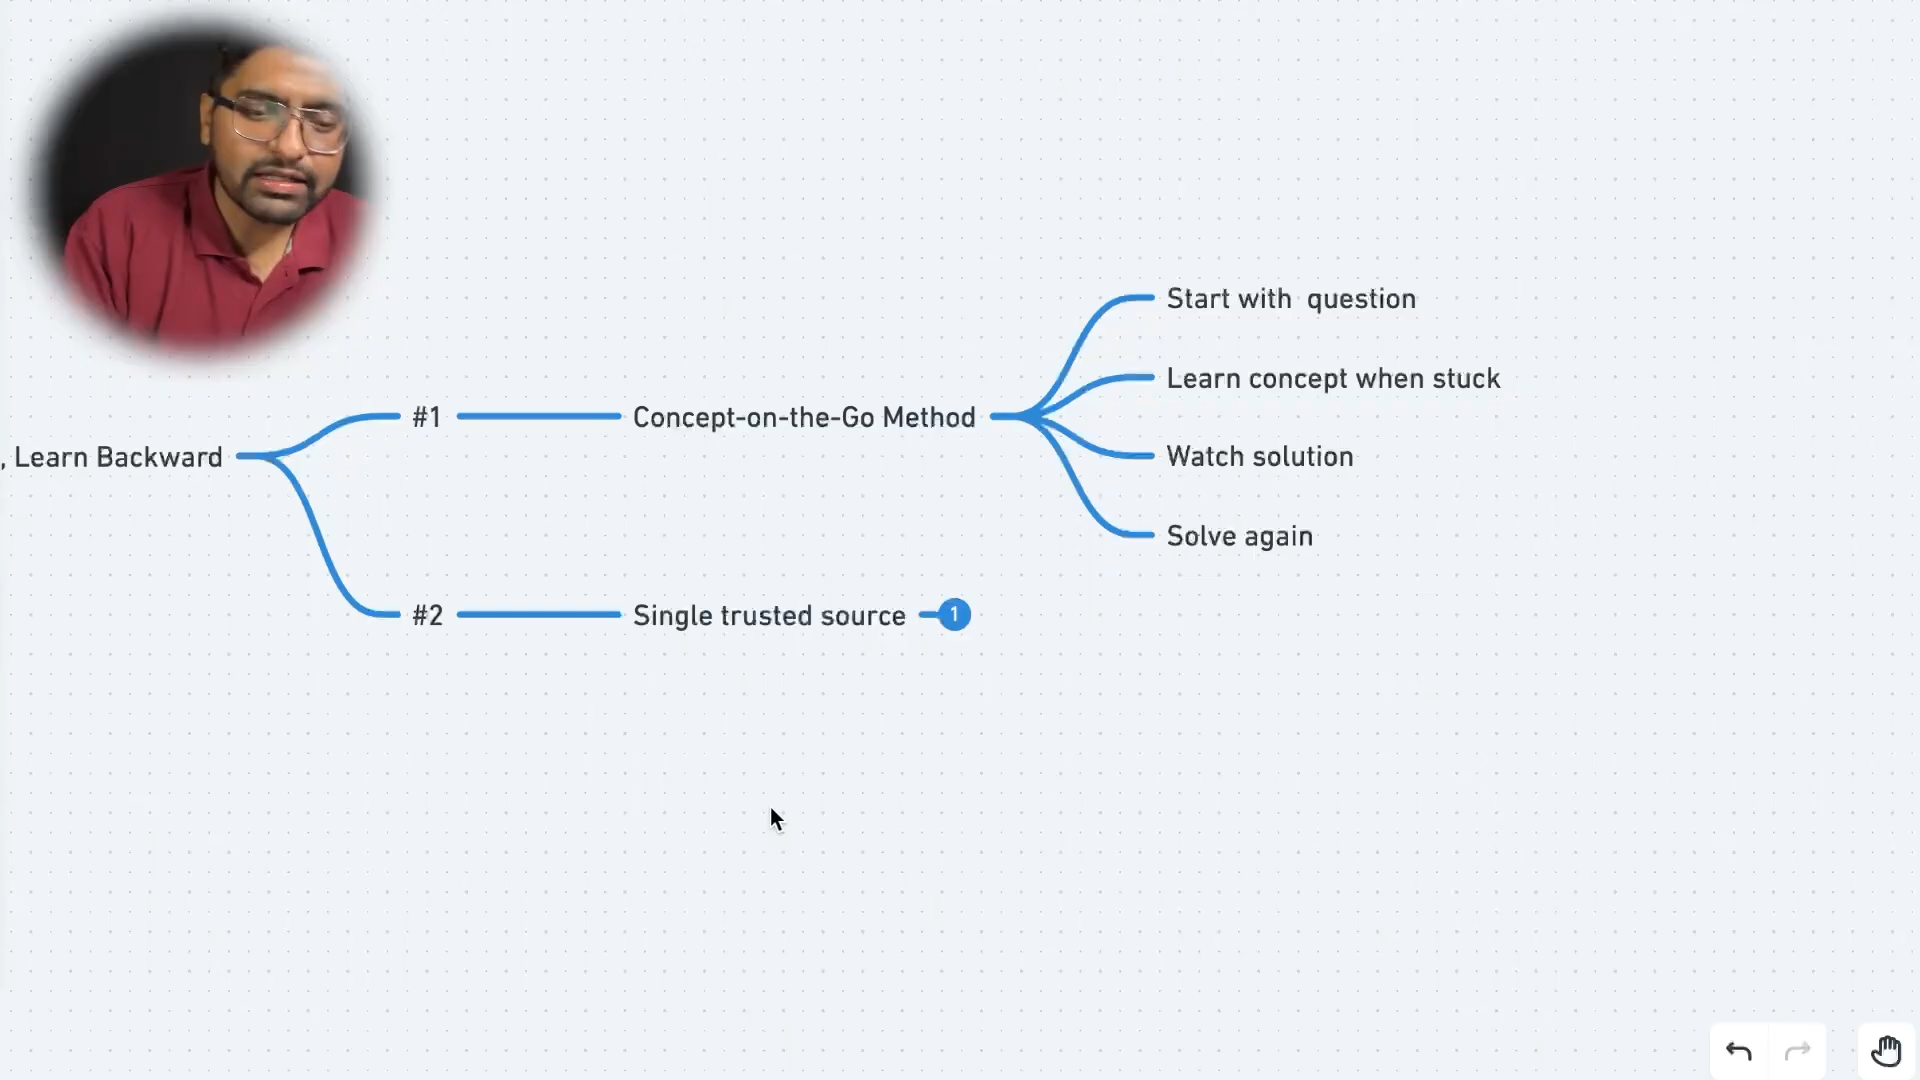 Start with question
Learn concept when stuck
#1
Concept-on-the-Go Method
, Learn Backward
Watch solution
Solve again
#2
Single trusted source
1